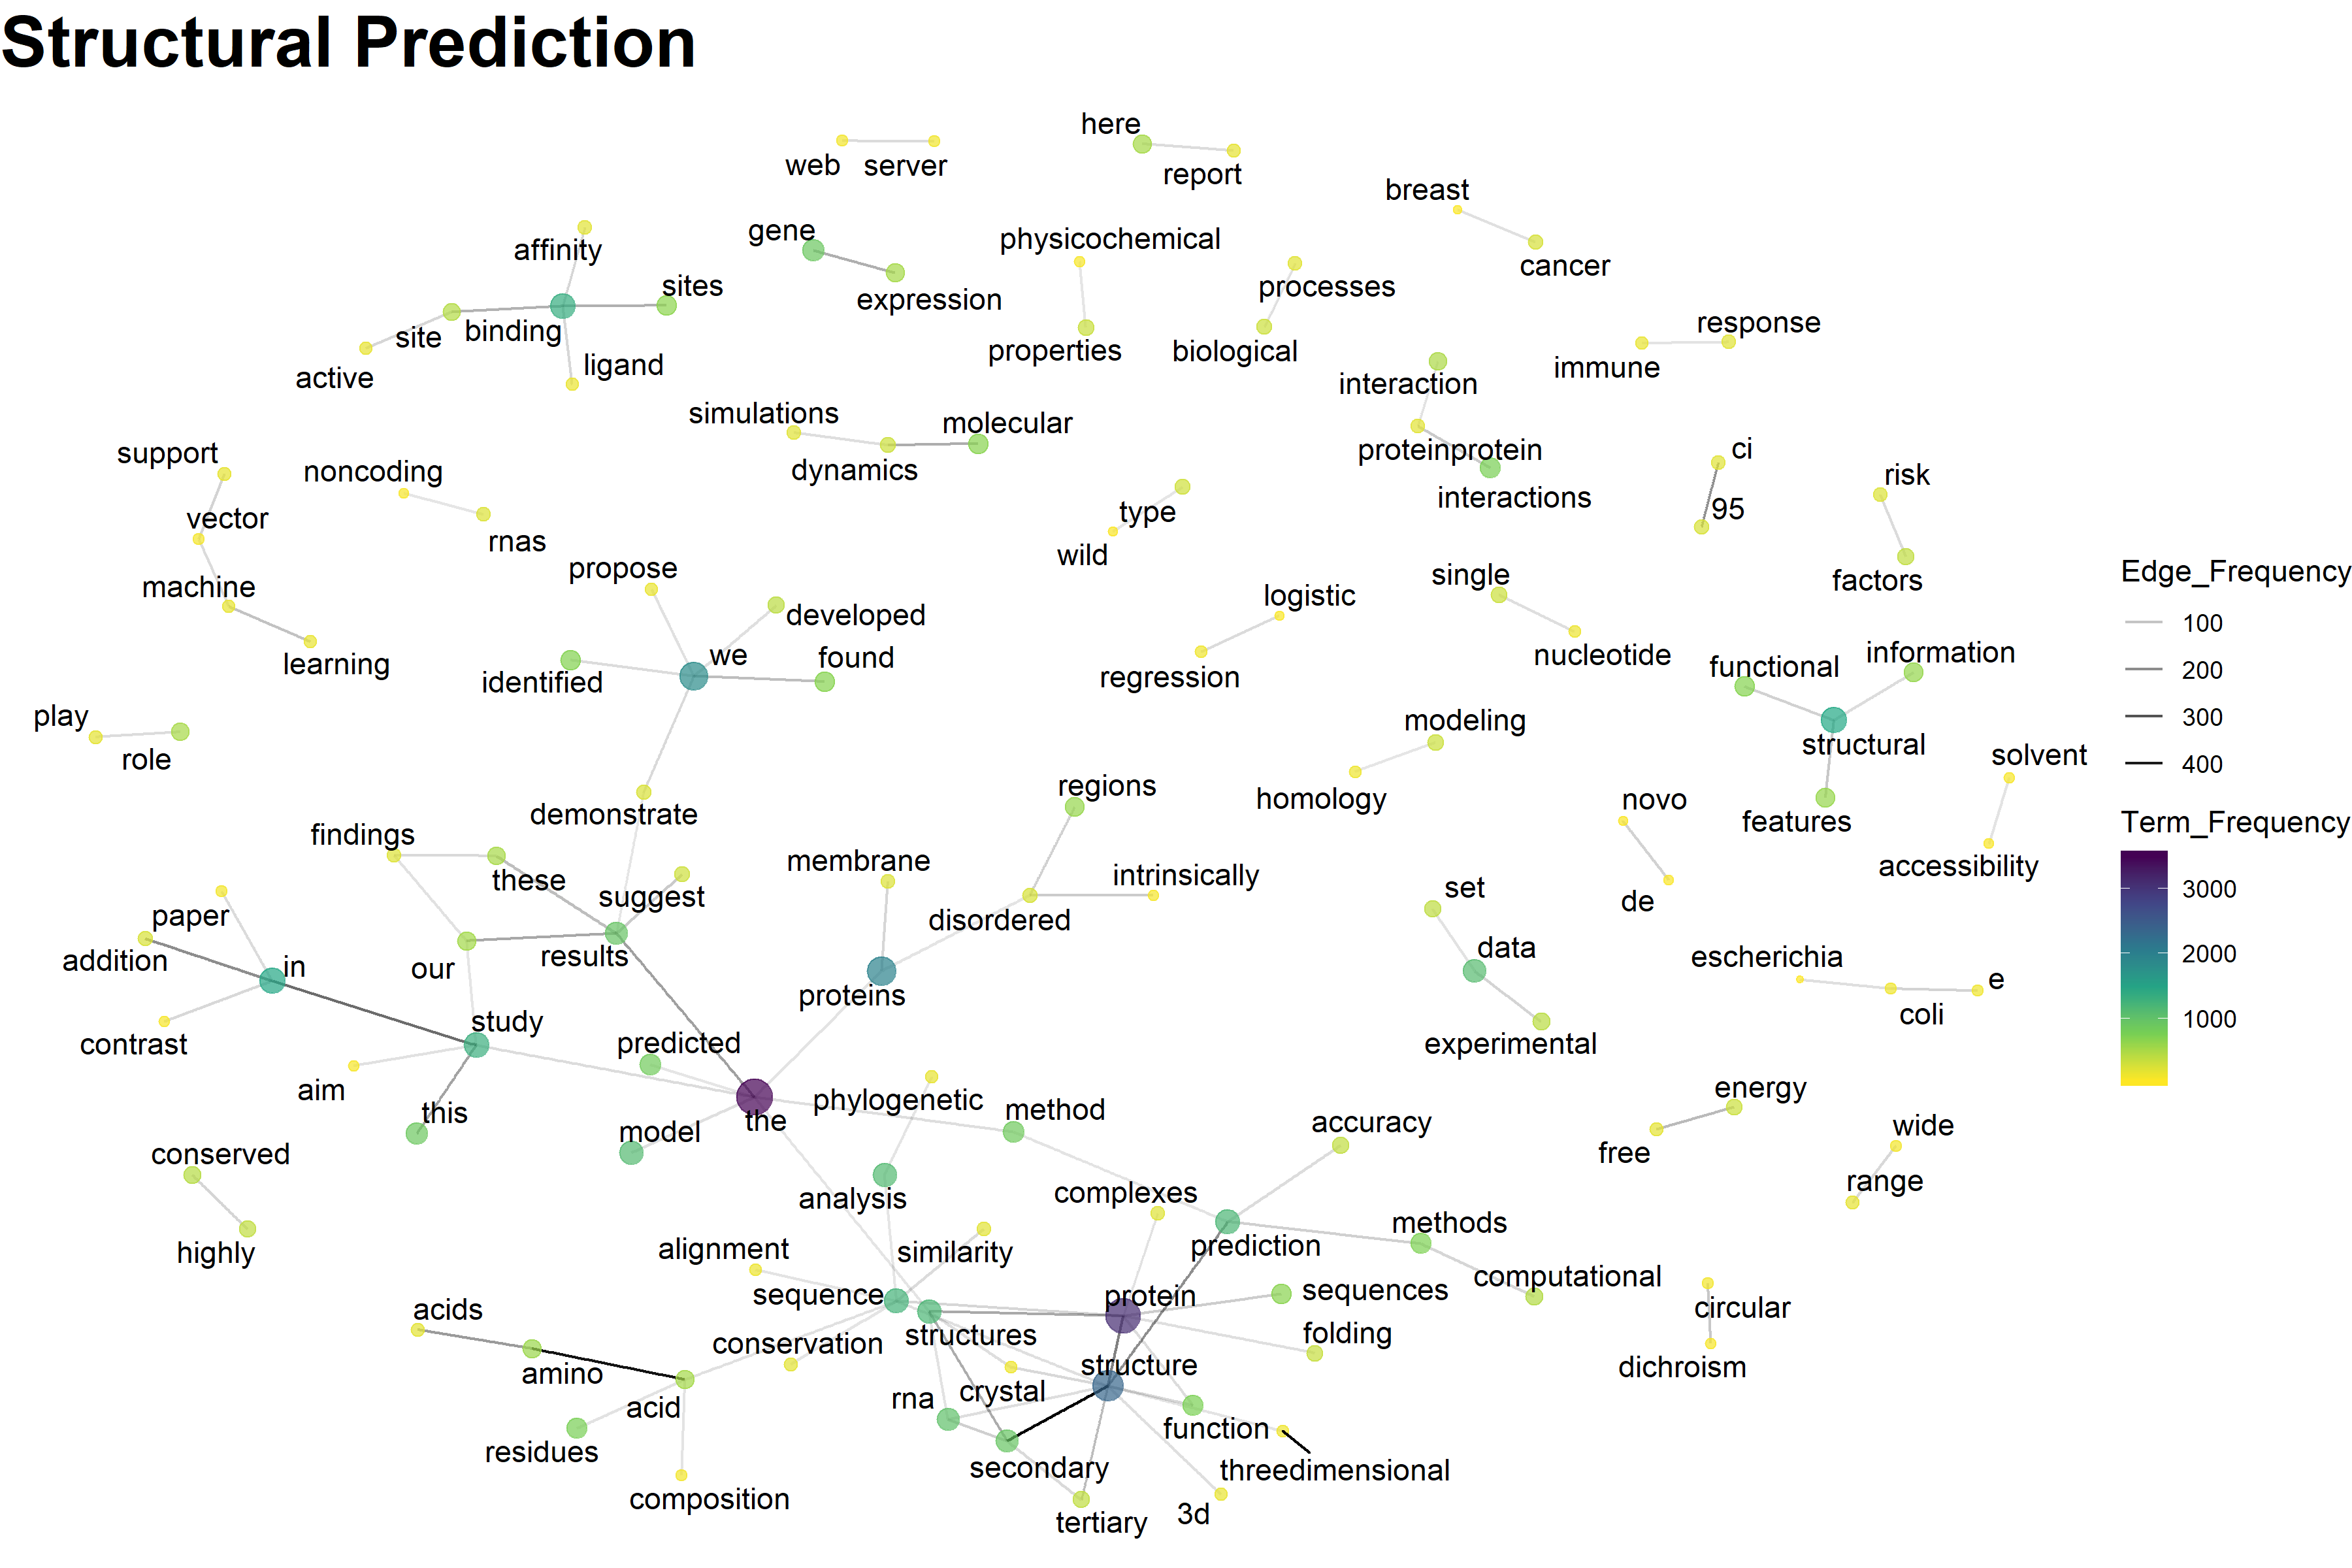 Structural Prediction
here
web
server
report
breast
gene
physicochemical
affinity
cancer
sites
processes
expression
response
site
binding
properties
biological
immune
ligand
active
interaction
simulations
molecular
support
proteinprotein
ci
noncoding
dynamics
risk
interactions
vector
type
95
rnas
wild
propose
single
Edge_Frequency
machine
logistic
factors
developed
100
we
found
nucleotide
information
learning
functional
200
identified
regression
play
modeling
300
role
structural
solvent
400
regions
homology
novo
demonstrate
features
Term_Frequency
findings
membrane
accessibility
these
intrinsically
set
3000
suggest
de
paper
disordered
data
2000
addition
in
our
results
escherichia
e
proteins
coli
study
1000
contrast
predicted
experimental
aim
phylogenetic
method
energy
this
the
accuracy
model
wide
conserved
free
complexes
range
analysis
methods
highly
alignment
similarity
prediction
sequence
protein
sequences
computational
acids
structures
folding
circular
conservation
structure
amino
crystal
dichroism
rna
acid
function
residues
secondary
threedimensional
composition
3d
tertiary